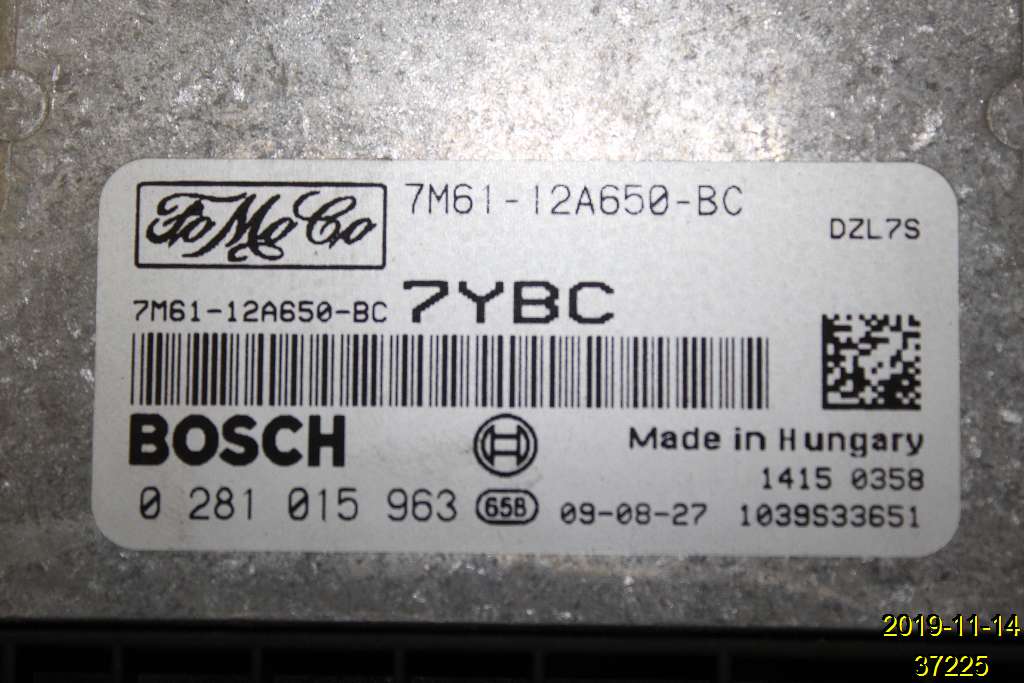 FoMoCo
7M61-12A650-BC
DZL7S
7M61-12A650-BC 7YBC
BOSCH
Made in Hungary
1415 0358
0 281 015 963 65B 09-08-27 1039S33651
2019-11-14
37225